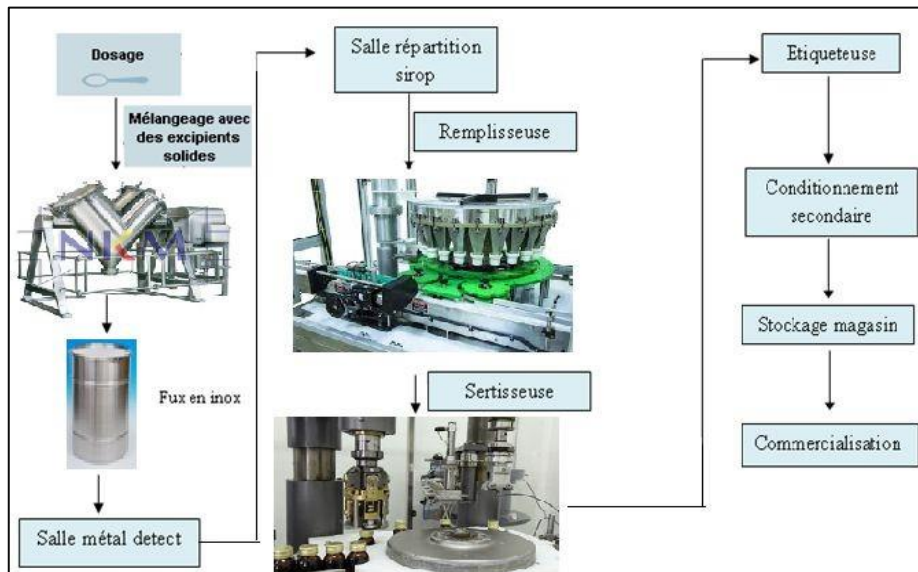 Dosage
Mélangeage avec
des excipients
solides
NKM
Fux en inox
Salle métal detect
Salle répartition
sirop
Remplisseuse
Sertisseuse
Etiqueteuse
Conditionnement
secondaire
Stockage magasin
Commercialisation